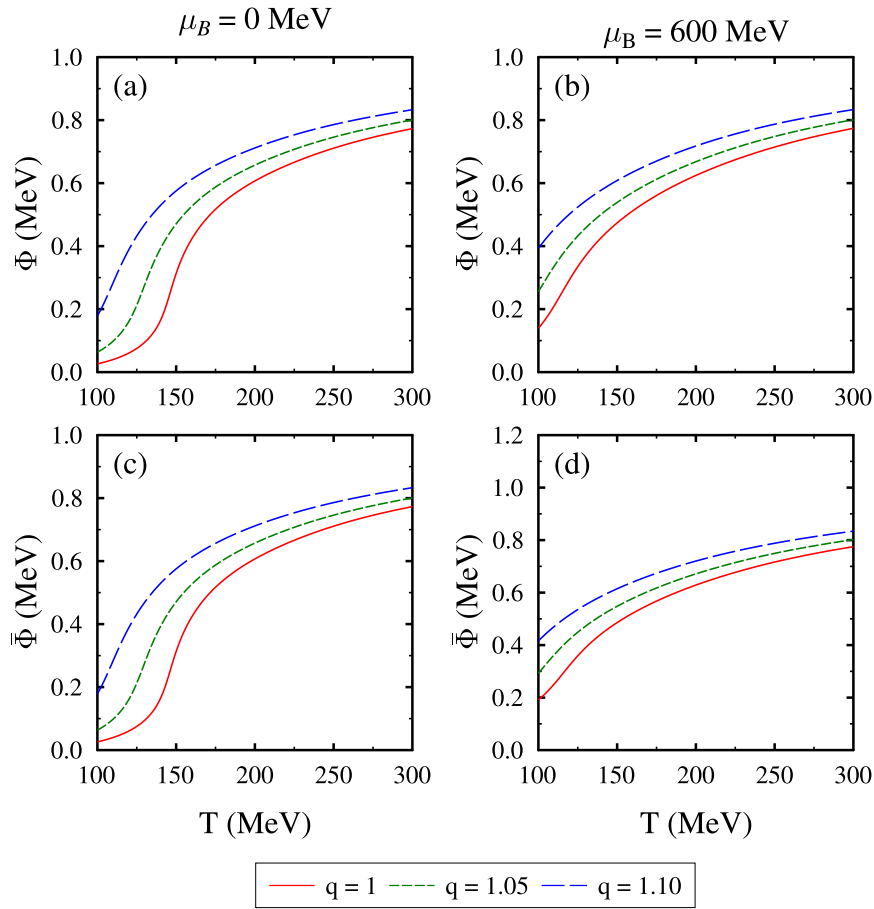 μ_B = 0 MeV
μ_B = 600 MeV
(a)
Φ (MeV)
1.0
0.8
0.6
0.4
0.2
0.0
100 150 200 250 300
(b)
Φ (MeV)
1.0
0.8
0.6
0.4
0.2
0.0
100 150 200 250 300
(c)
Φ̄ (MeV)
1.0
0.8
0.6
0.4
0.2
0.0
100 150 200 250 300
T (MeV)
(d)
Φ̄ (MeV)
1.2
1.0
0.8
0.6
0.4
0.2
0.0
100 150 200 250 300
T (MeV)
q = 1 q = 1.05 q = 1.10